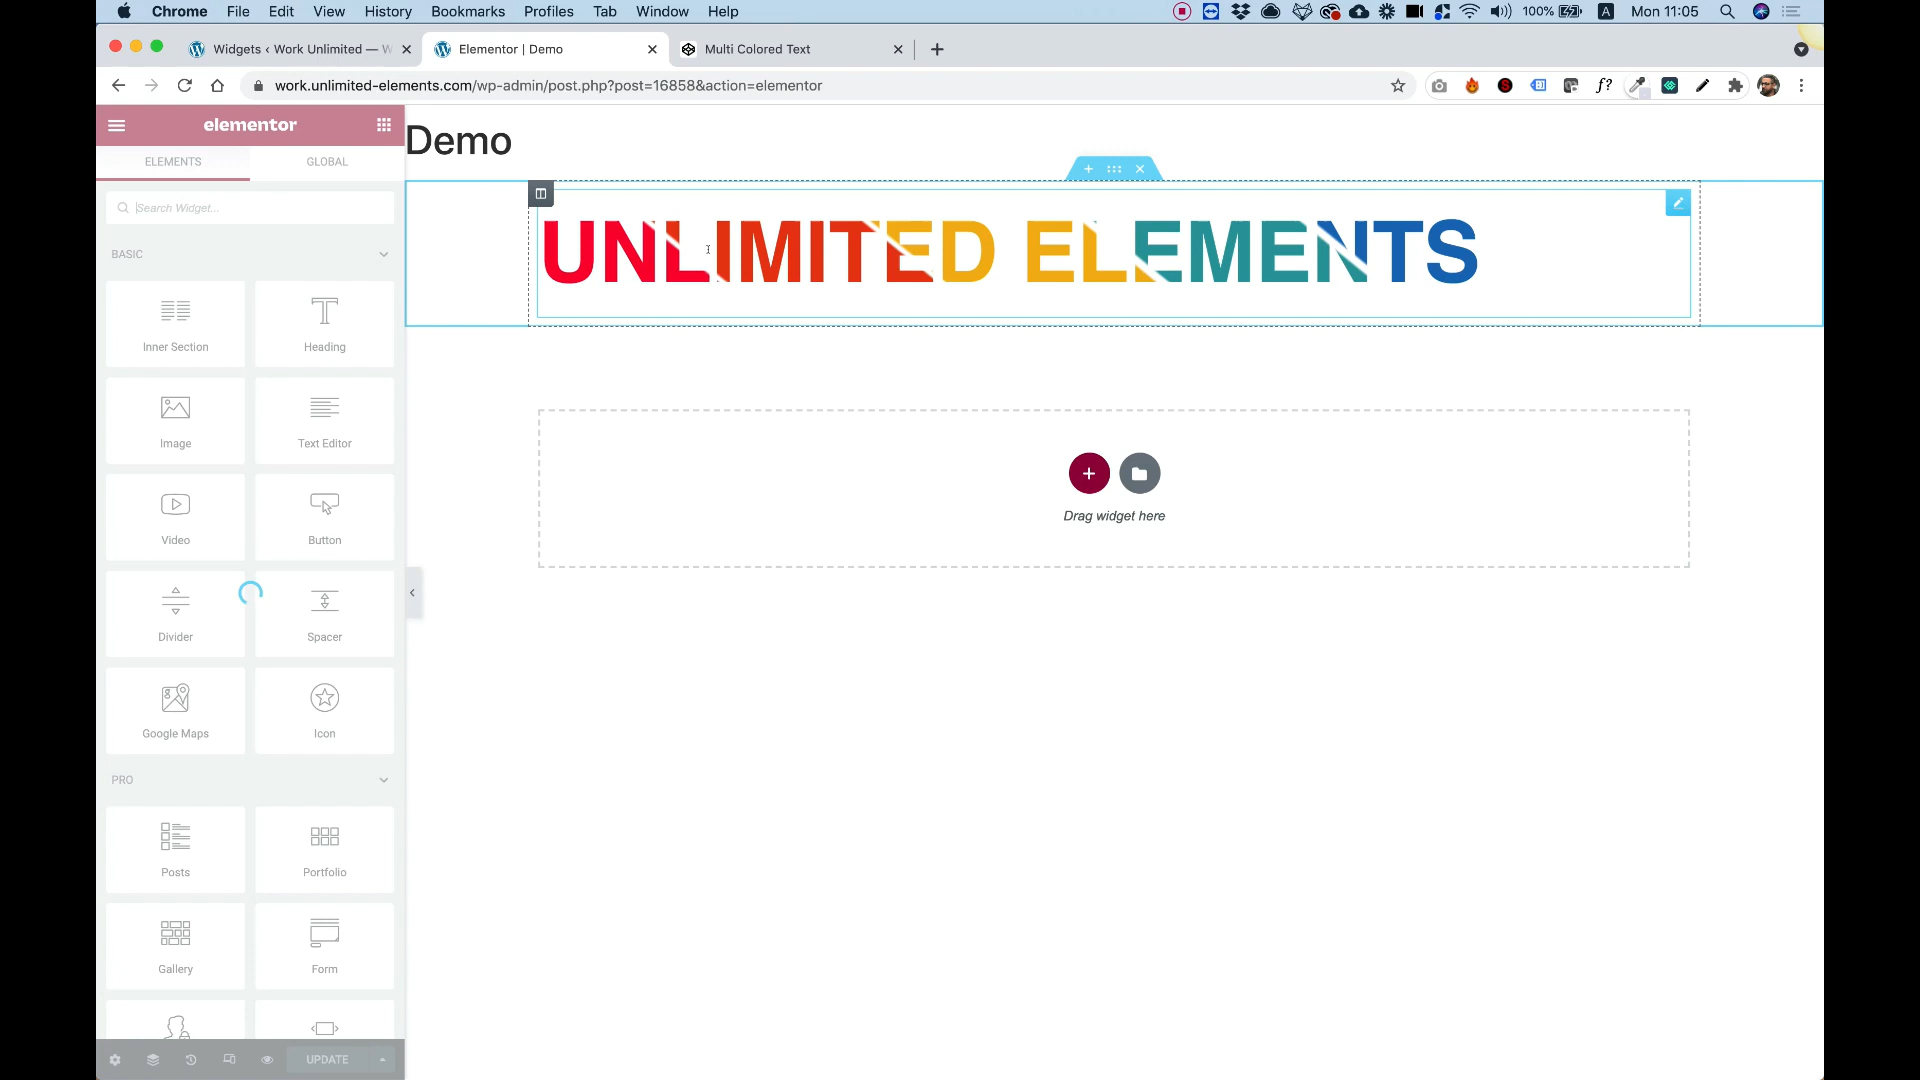 Chrome File Edit View History Bookmarks Profiles Tab Window Help 100% A Mon 11:05
Widgets ‹ Work Unlimited — W
Elementor | Demo
Multi Colored Text
work.unlimited-elements.com/wp-admin/post.php?post=16858&action=elementor
f?
elementor
ELEMENTS GLOBAL
Search Widget...
BASIC
Inner Section Heading
Image Text Editor
Video Button
Divider Spacer
Google Maps Icon
PRO
Posts Portfolio
Gallery Form
UPDATE
Demo
UNLIMITED ELEMENTS
Drag widget here